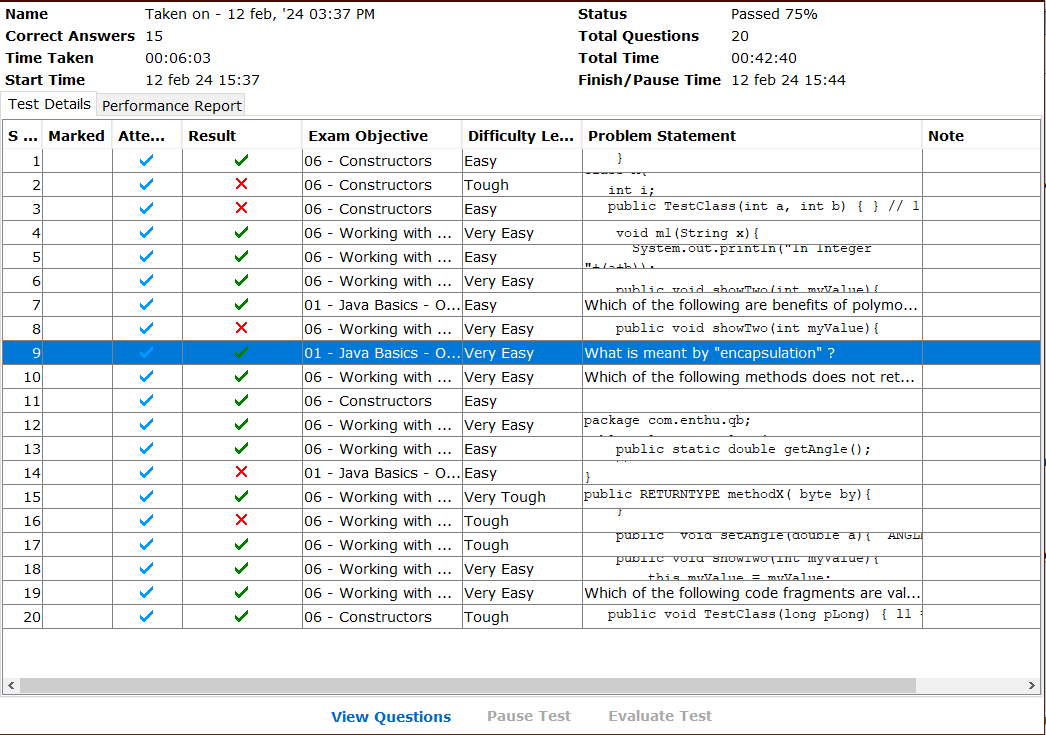 Name Taken on - 12 feb, '24 03:37 PM Status Passed 75%
Correct Answers 15 Total Questions 20
Time Taken 00:06:03 Total Time 00:42:40
Start Time 12 feb 24 15:37 Finish/Pause Time 12 feb 24 15:44
Test Details Performance Report
S ... Marked Atte... Result Exam Objective Difficulty Le... Problem Statement Note
1 06 - Constructors Easy }
2 06 - Constructors Tough int i;
3 06 - Constructors Easy public TestClass(int a, int b) { } // 1
4 06 - Working with ... Very Easy void m1(String x){
5 06 - Working with ... Easy System.out.println("In Integer
"+(a+b));
6 06 - Working with ... Very Easy public void showTwo(int myValue){
7 01 - Java Basics - O... Easy Which of the following are benefits of polymo...
8 06 - Working with ... Very Easy public void showTwo(int myValue){
9 01 - Java Basics - O... Very Easy What is meant by "encapsulation" ?
10 06 - Working with ... Very Easy Which of the following methods does not ret...
11 06 - Constructors Easy
12 06 - Working with ... Very Easy package com.enthu.qb;
13 06 - Working with ... Easy public static double getAngle();
14 01 - Java Basics - O... Easy }
15 06 - Working with ... Very Tough public RETURNTYPE methodX( byte by){
16 06 - Working with ... Tough }
17 06 - Working with ... Tough public void setAngle(double a){ ANGL
18 06 - Working with ... Very Easy public void showTwo(int myValue){
this.myValue = myValue;
19 06 - Working with ... Very Easy Which of the following code fragments are val...
20 06 - Constructors Tough public void TestClass(long pLong) { ll
View Questions Pause Test Evaluate Test